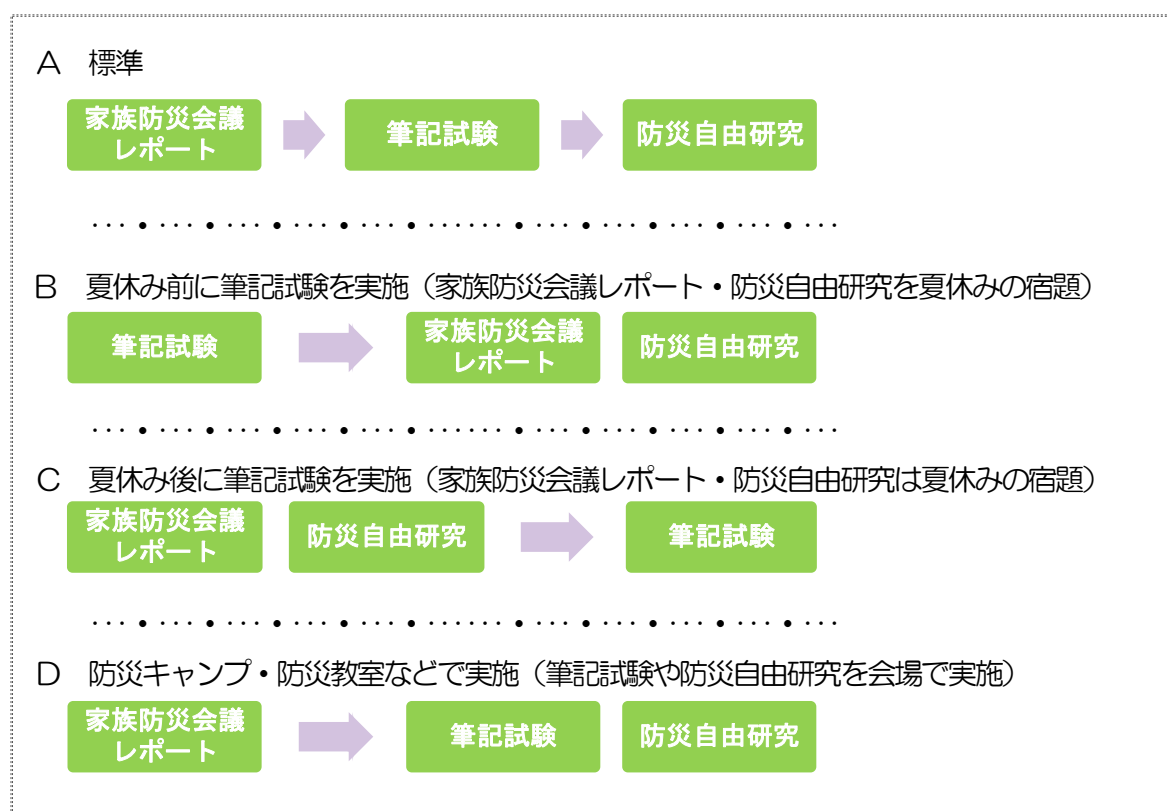 A 標準
家族防災会議
レポート
筆記試験
防災自由研究
…•…•…•…•……•…•…•…•…
B 夏休み前に筆記試験を実施（家族防災会議レポート・防災自由研究を夏休みの宿題）
筆記試験
家族防災会議
レポート
防災自由研究
…•…•…•…•……•…•…•…•…
C 夏休み後に筆記試験を実施（家族防災会議レポート・防災自由研究は夏休みの宿題）
家族防災会議
レポート
防災自由研究
筆記試験
…•…•…•…•……•…•…•…•…
D 防災キャンプ・防災教室などで実施（筆記試験や防災自由研究を会場で実施）
家族防災会議
レポート
筆記試験
防災自由研究